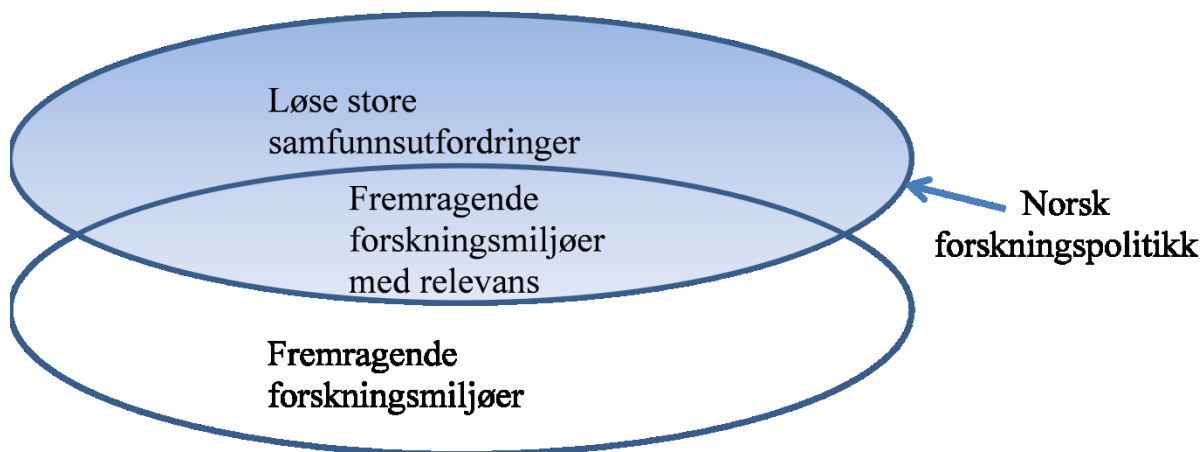 Løse store
samfunnsutfordringer
Fremragende
forskningsmiljøer
med relevans
Norsk
forskningspolitikk
Fremragende
forskningsmiljøer